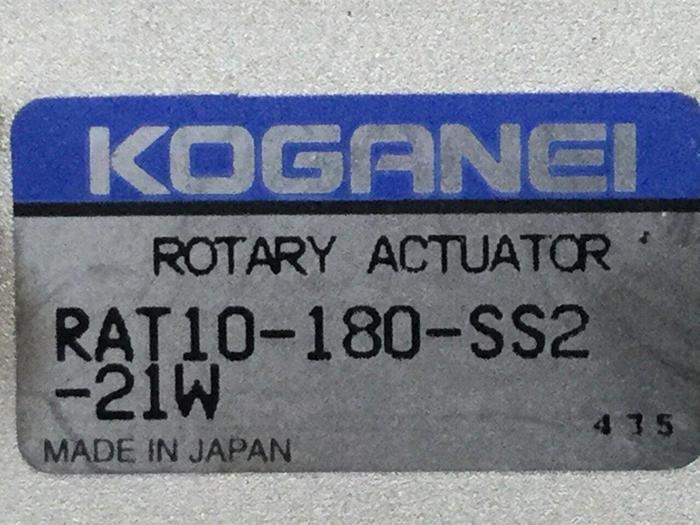 KOGANEI
ROTARY ACTUATOR
RAT10-180-SS2
-21W
435
MADE IN JAPAN